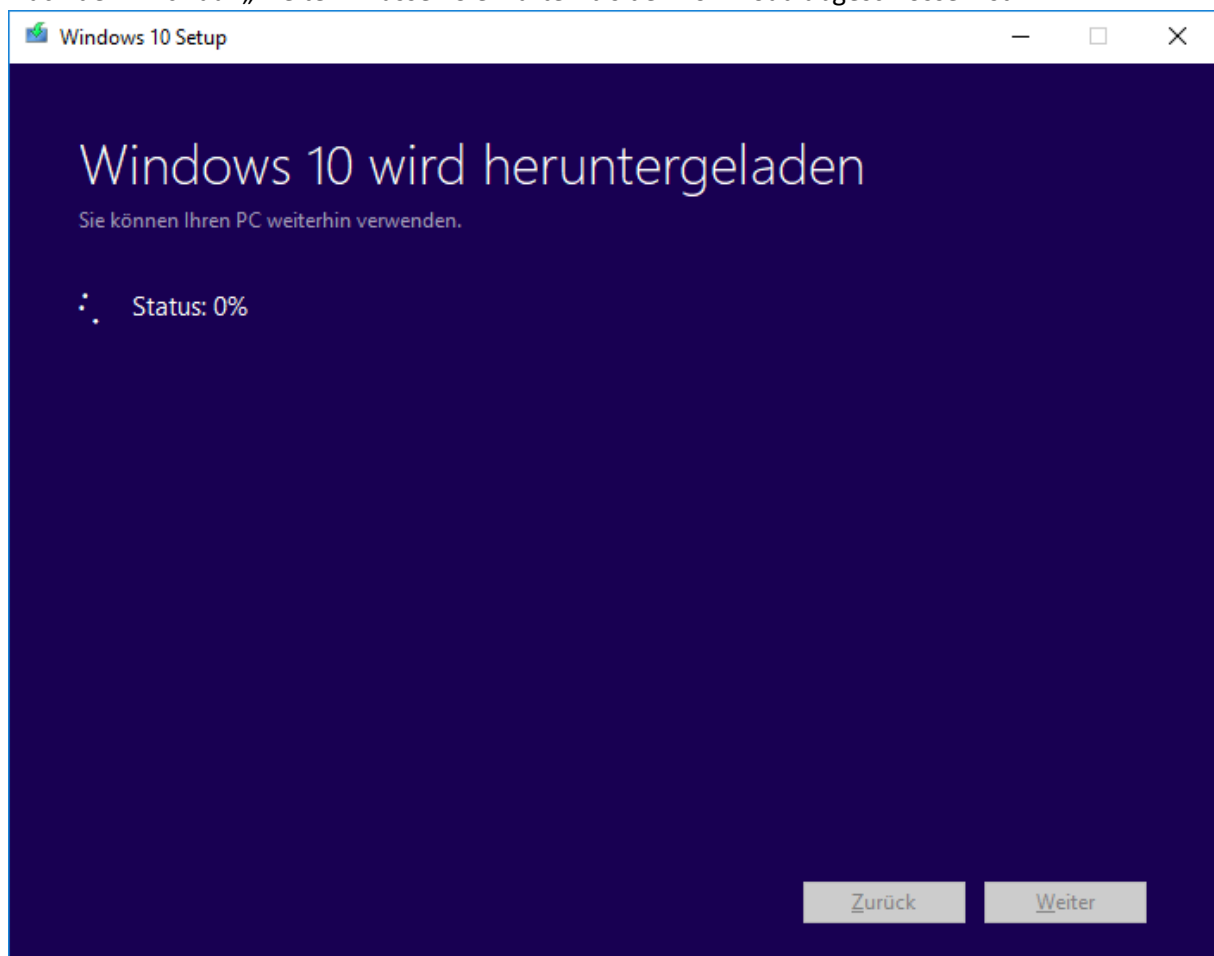 Windows 10 Setup
Windows 10 wird heruntergeladen
Sie können Ihren PC weiterhin verwenden.
Status: 0%
Zurück Weiter